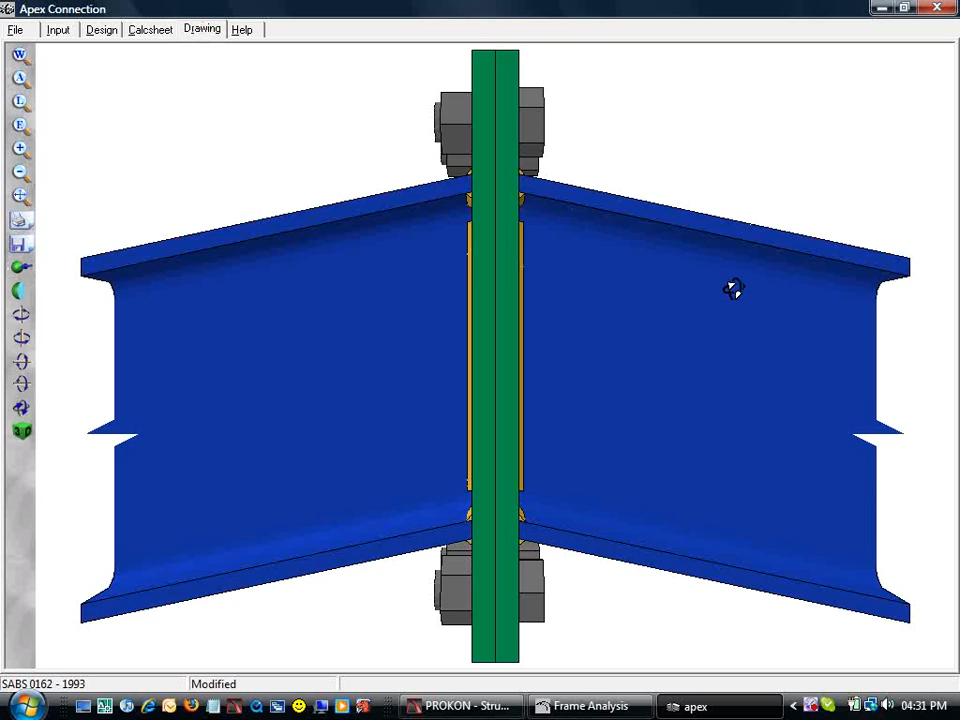 Apex Connection
File Input Design Calcsheet Drawing Help
W
A
L
E
3-D
SABS 0162 - 1993 Modified
PROKON - Stru... Frame Analysis apex 04:31 PM